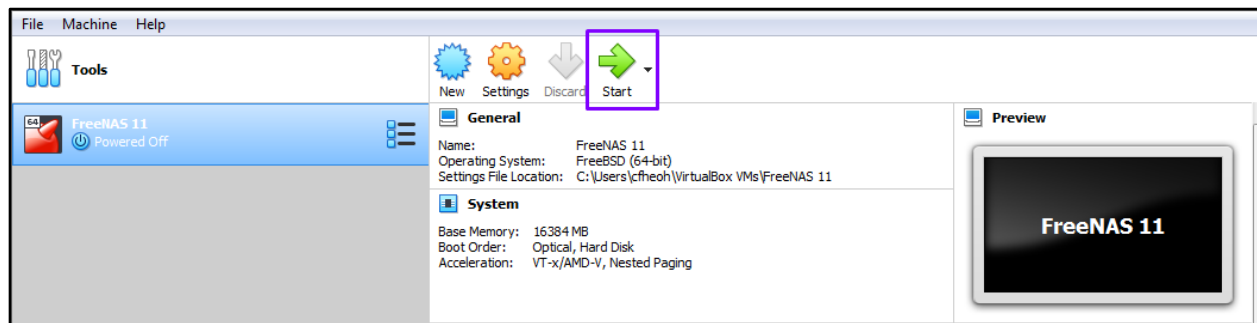 File Machine Help
Tools
New Settings Discard Start
64
FreeNAS 11
Powered Off
General
Name: FreeNAS 11
Operating System: FreeBSD (64-bit)
Settings File Location: C:\Users\cfheoh\VirtualBox VMs\FreeNAS 11
System
Base Memory: 16384 MB
Boot Order: Optical, Hard Disk
Acceleration: VT-x/AMD-V, Nested Paging
Preview
FreeNAS 11